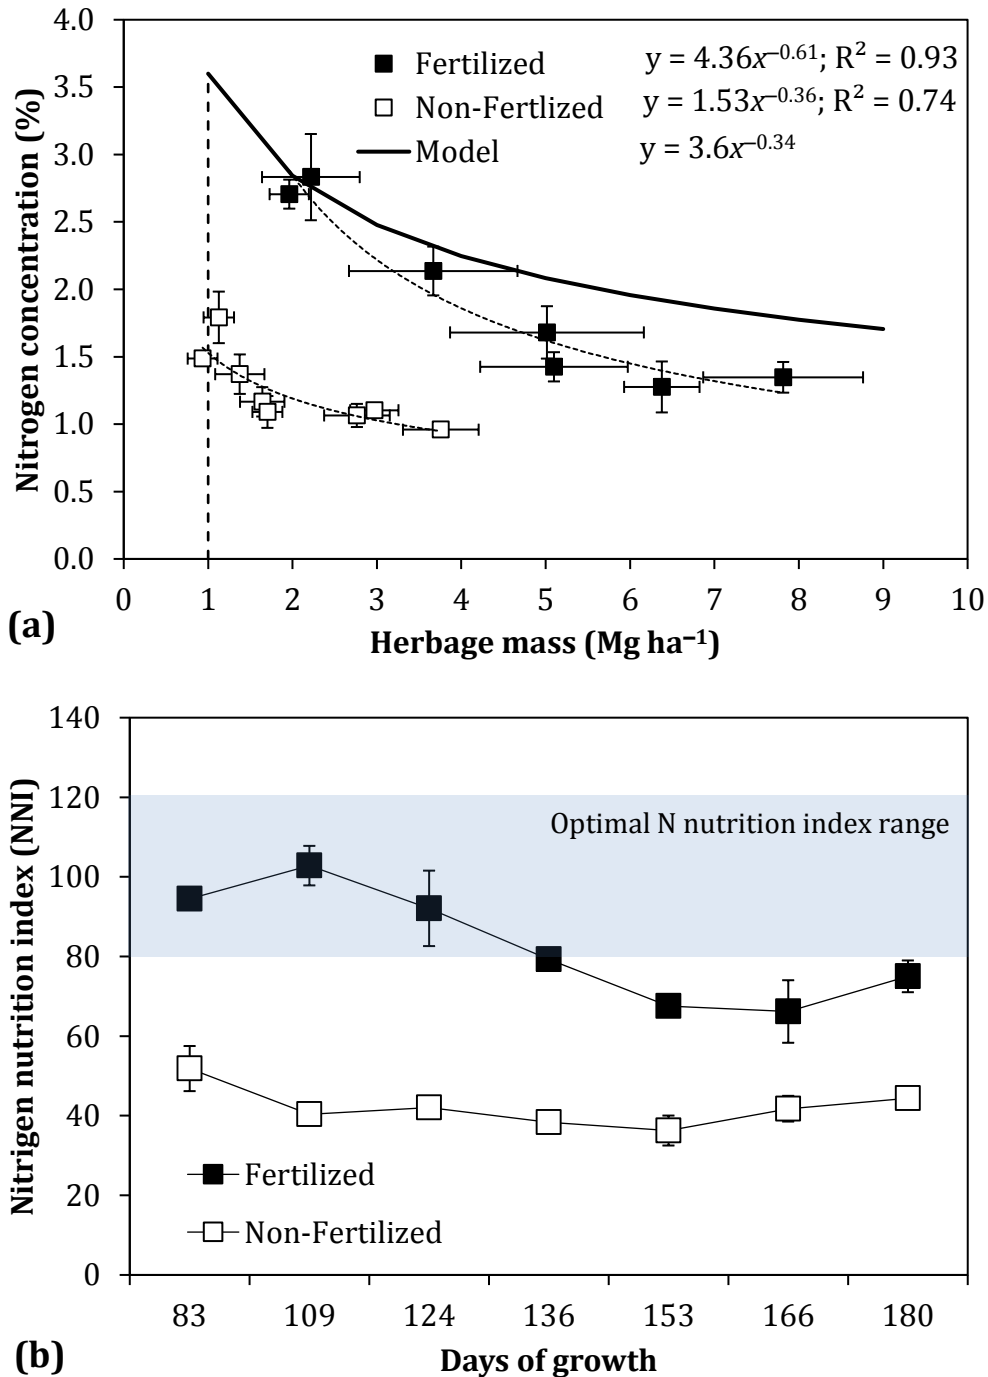 4.0
3.5
3.0
2.5
2.0
1.5
1.0
0.5
0.0
Nitrogen concentration (%)
Fertilized y = 4.36x⁻⁰·⁶¹; R² = 0.93
Non-Fertlized y = 1.53x⁻⁰·³⁶; R² = 0.74
Model y = 3.6x⁻⁰·³⁴
0 1 2 3 4 5 6 7 8 9 10
Herbage mass (Mg ha⁻¹)
(a)
140
120
100
80
60
40
20
0
Nitrigen nutrition index (NNI)
Optimal N nutrition index range
Fertilized
Non-Fertilized
83 109 124 136 153 166 180
Days of growth
(b)